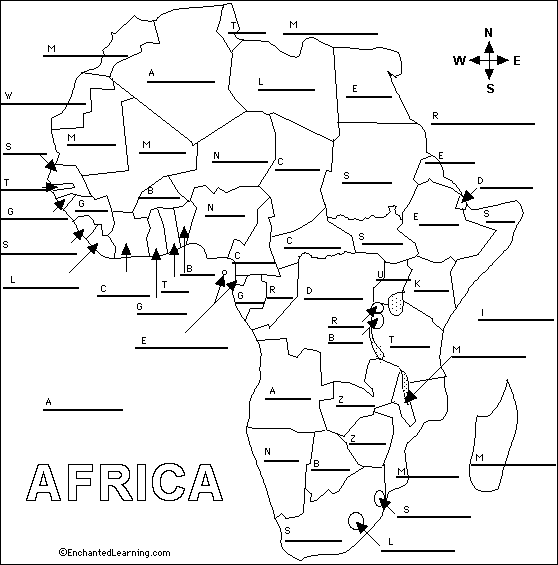 T M
M
N
A L E
W E
W S
R
M M
S N C E
T S D
B
G G N E S
S C S
C
L B U K
C T G R D
G I
R
E B T
M
A Z
A
Z
N B M M
AFRICA
S
S L
©EnchantedLearning.com